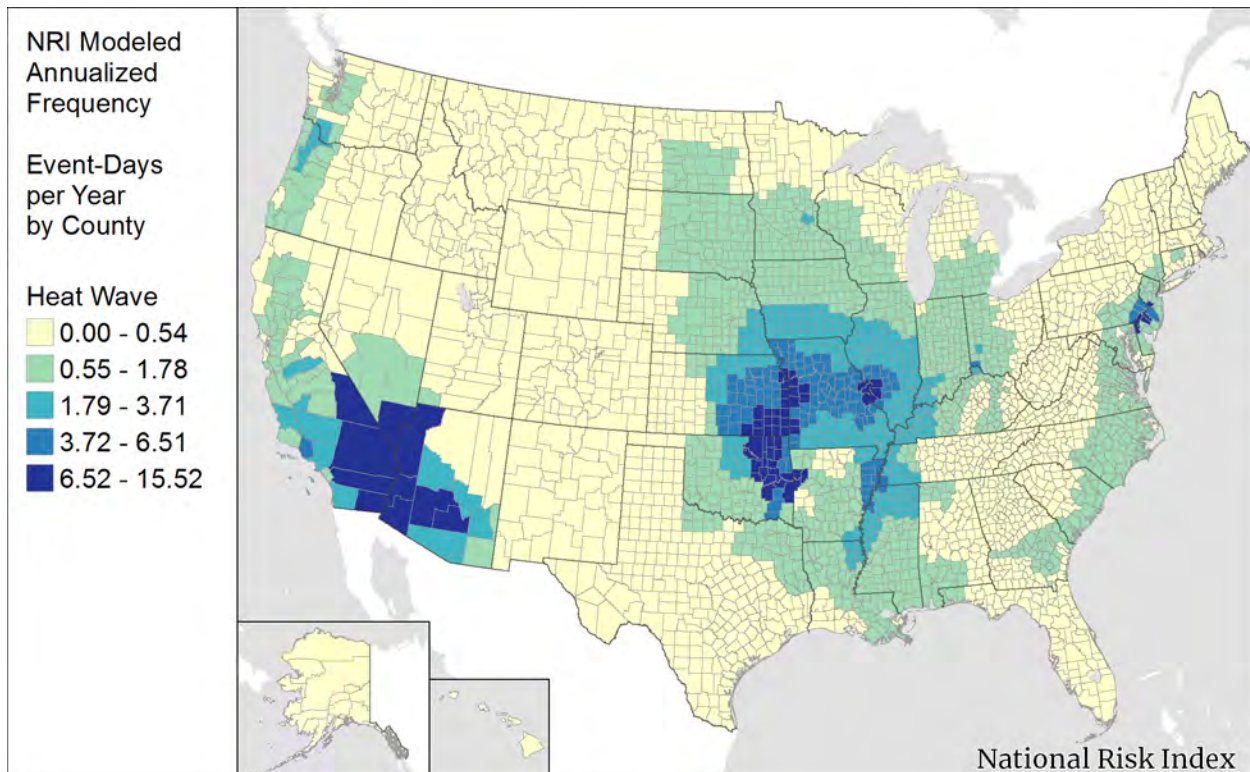 NRI Modeled
Annualized
Frequency
Event-Days
per Year
by County
Heat Wave
0.00 - 0.54
0.55 - 1.78
1.79 - 3.71
3.72 - 6.51
6.52 - 15.52
National Risk Index